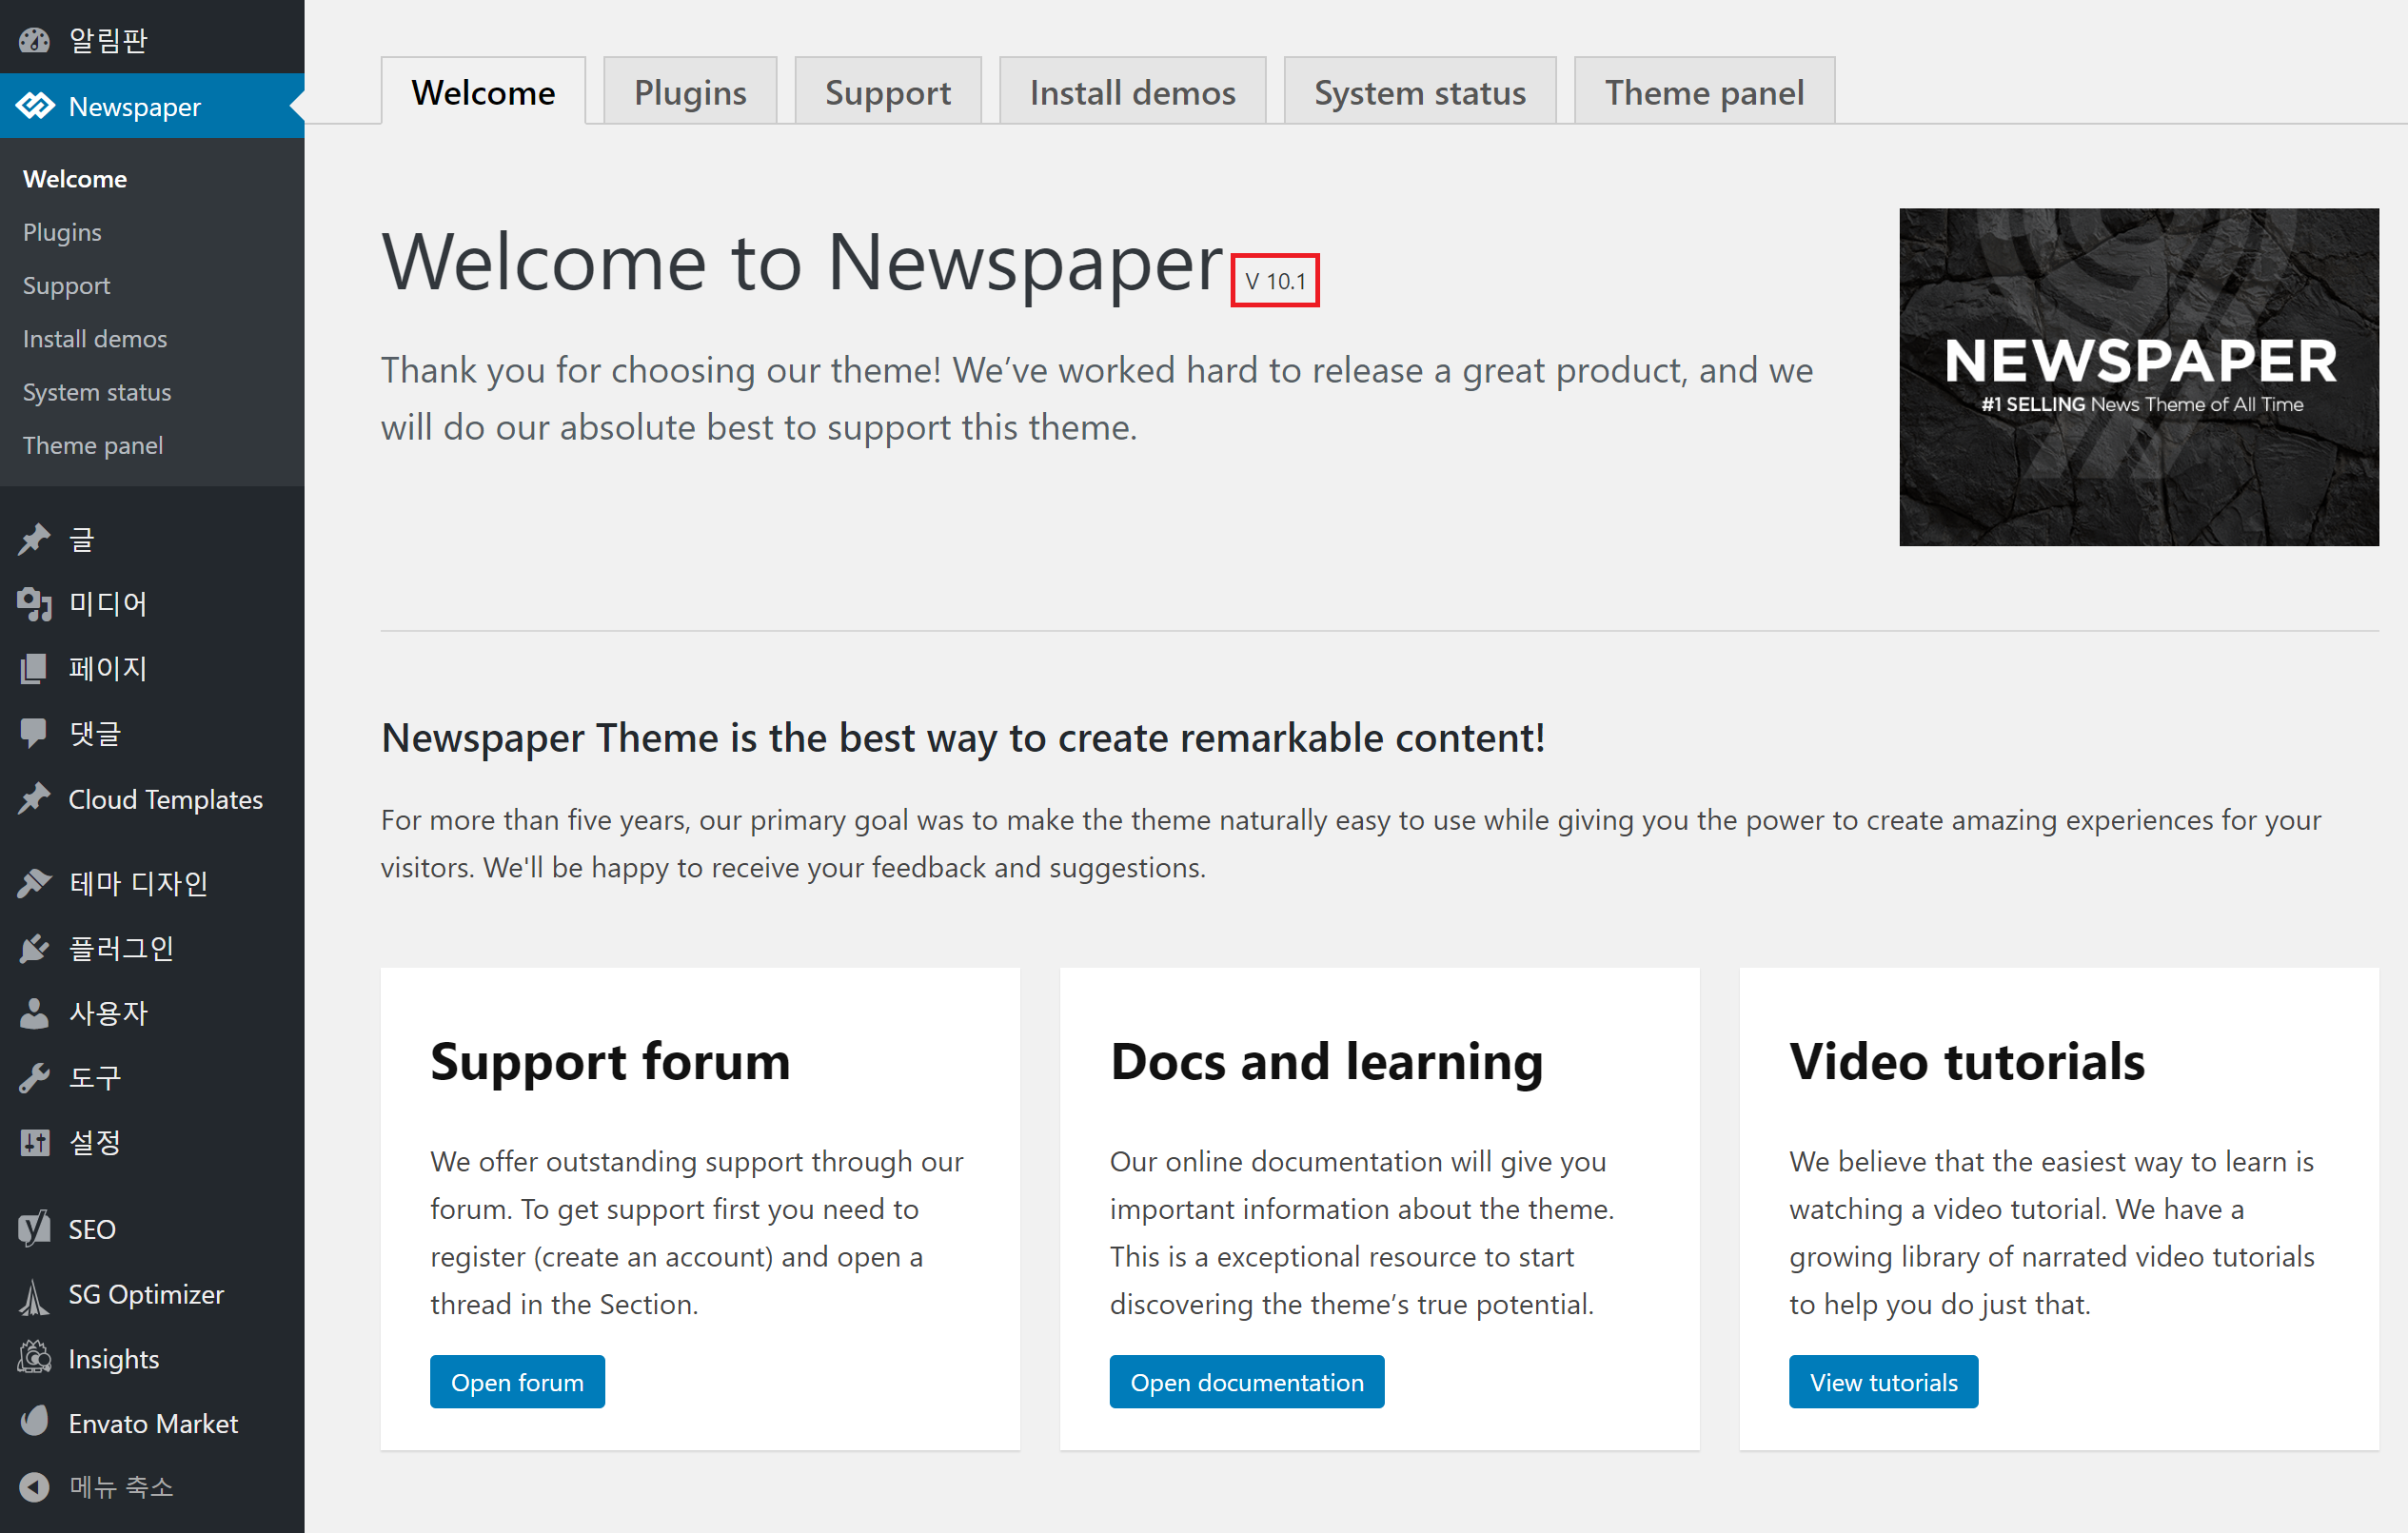 알림판
Newspaper
Welcome
Plugins
Support
Install demos
System status
Theme panel
글
미디어
페이지
댓글
Cloud Templates
테마 디자인
플러그인
사용자
도구
설정
SEO
SG Optimizer
Insights
Envato Market
메뉴 축소
Welcome
Plugins
Support
Install demos
System status
Theme panel
Welcome to Newspaper V 10.1
Thank you for choosing our theme! We’ve worked hard to release a great product, and we
will do our absolute best to support this theme.
NEWSPAPER
#1 SELLING News Theme of All Time
Newspaper Theme is the best way to create remarkable content!
For more than five years, our primary goal was to make the theme naturally easy to use while giving you the power to create amazing experiences for your
visitors. We'll be happy to receive your feedback and suggestions.
Support forum
We offer outstanding support through our
forum. To get support first you need to
register (create an account) and open a
thread in the Section.
Open forum
Docs and learning
Our online documentation will give you
important information about the theme.
This is a exceptional resource to start
discovering the theme’s true potential.
Open documentation
Video tutorials
We believe that the easiest way to learn is
watching a video tutorial. We have a
growing library of narrated video tutorials
to help you do just that.
View tutorials